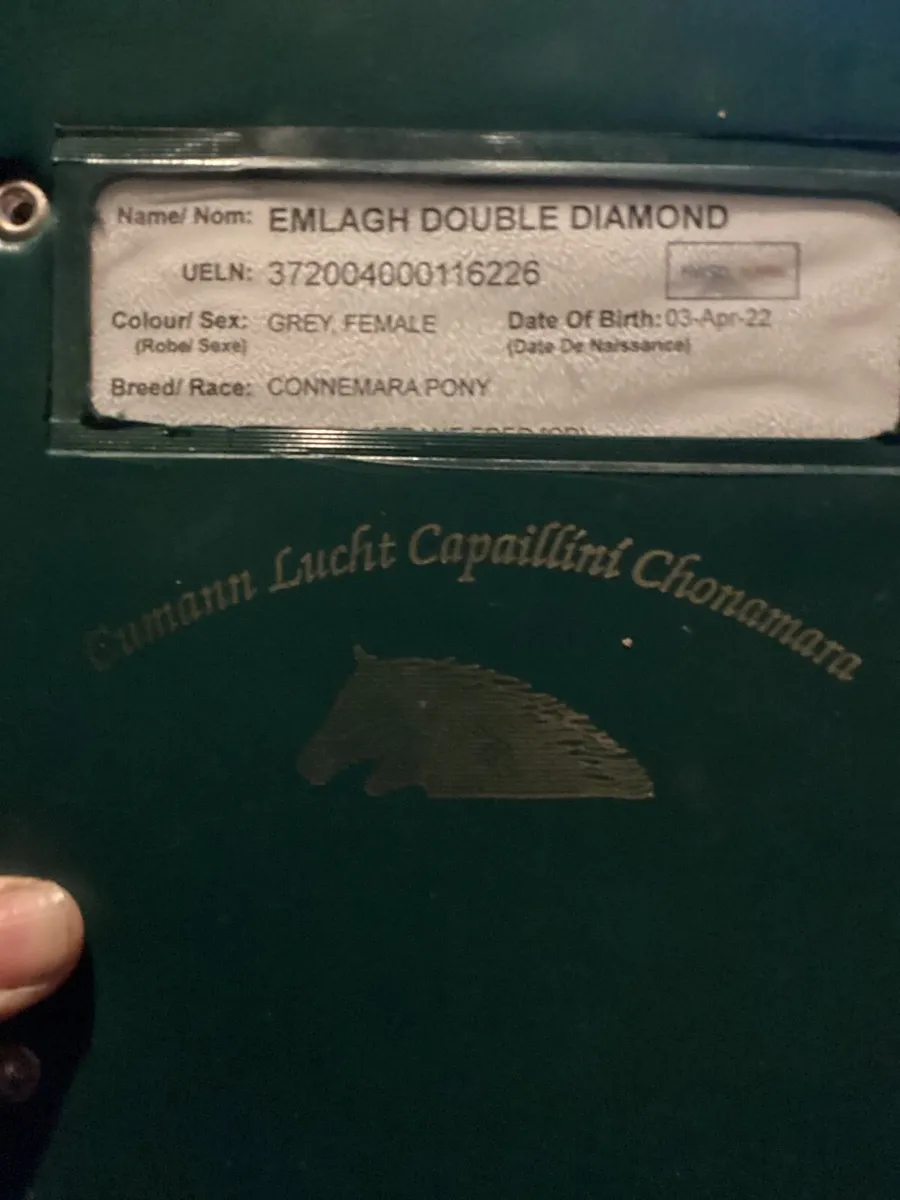 Name/ Nom: EMLAGH DOUBLE DIAMOND
UELN: 372004000116226
Colour/ Sex: GREY, FEMALE Date Of Birth: 03-Apr-22
(Robe/ Sexe) (Date De Naissance)
Breed/ Race: CONNEMARA PONY
Cumann Lucht Capaillíní Chonamara